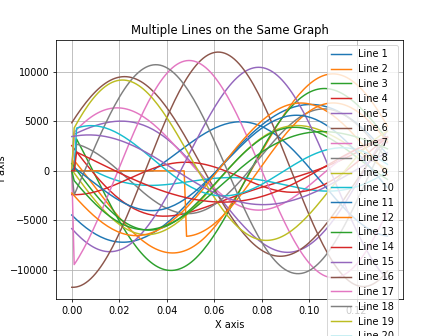 Multiple Lines on the Same Graph
10000
5000
0
−5000
−10000
axis
0.00
0.02
0.04
0.06
0.08
0.10
X axis
Line 1
Line 2
Line 3
Line 4
Line 5
Line 6
Line 7
Line 8
Line 9
Line 10
Line 11
Line 12
Line 13
Line 14
Line 15
Line 16
Line 17
Line 18
Line 19
Line 20